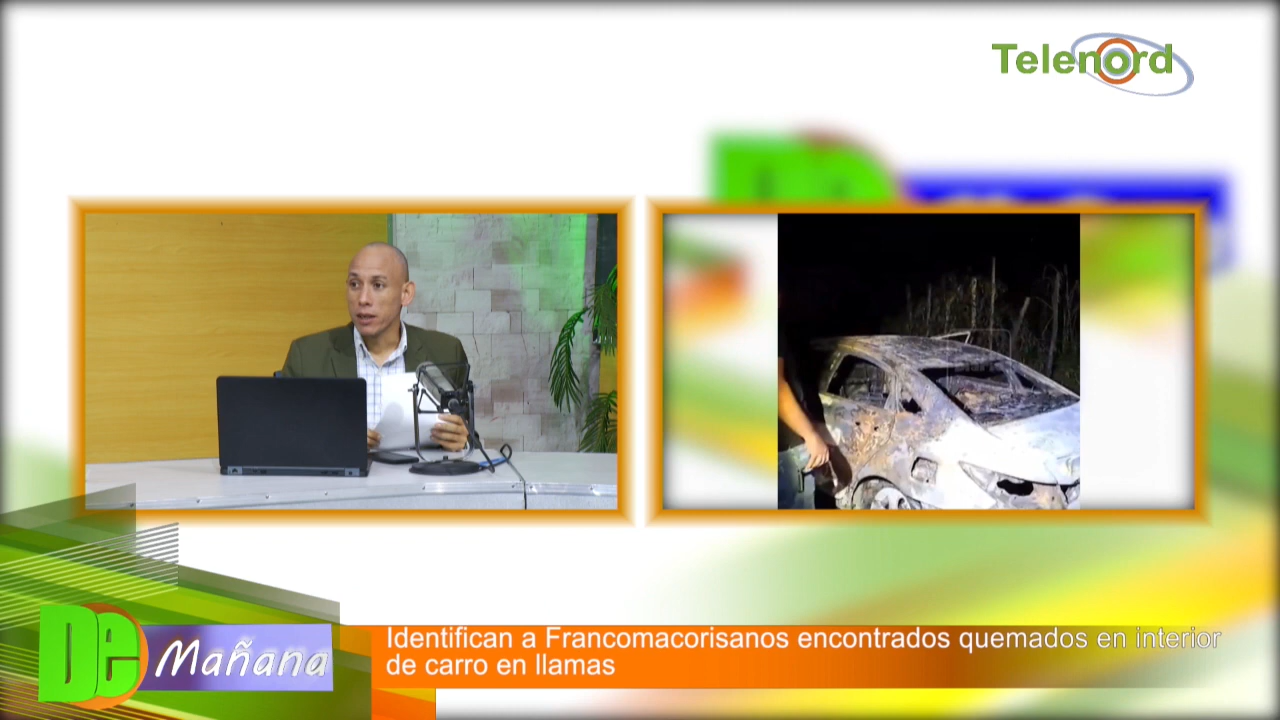 Telenord
De Mañana
Identifican a Francomacorisanos encontrados quemados en interior
de carro en llamas